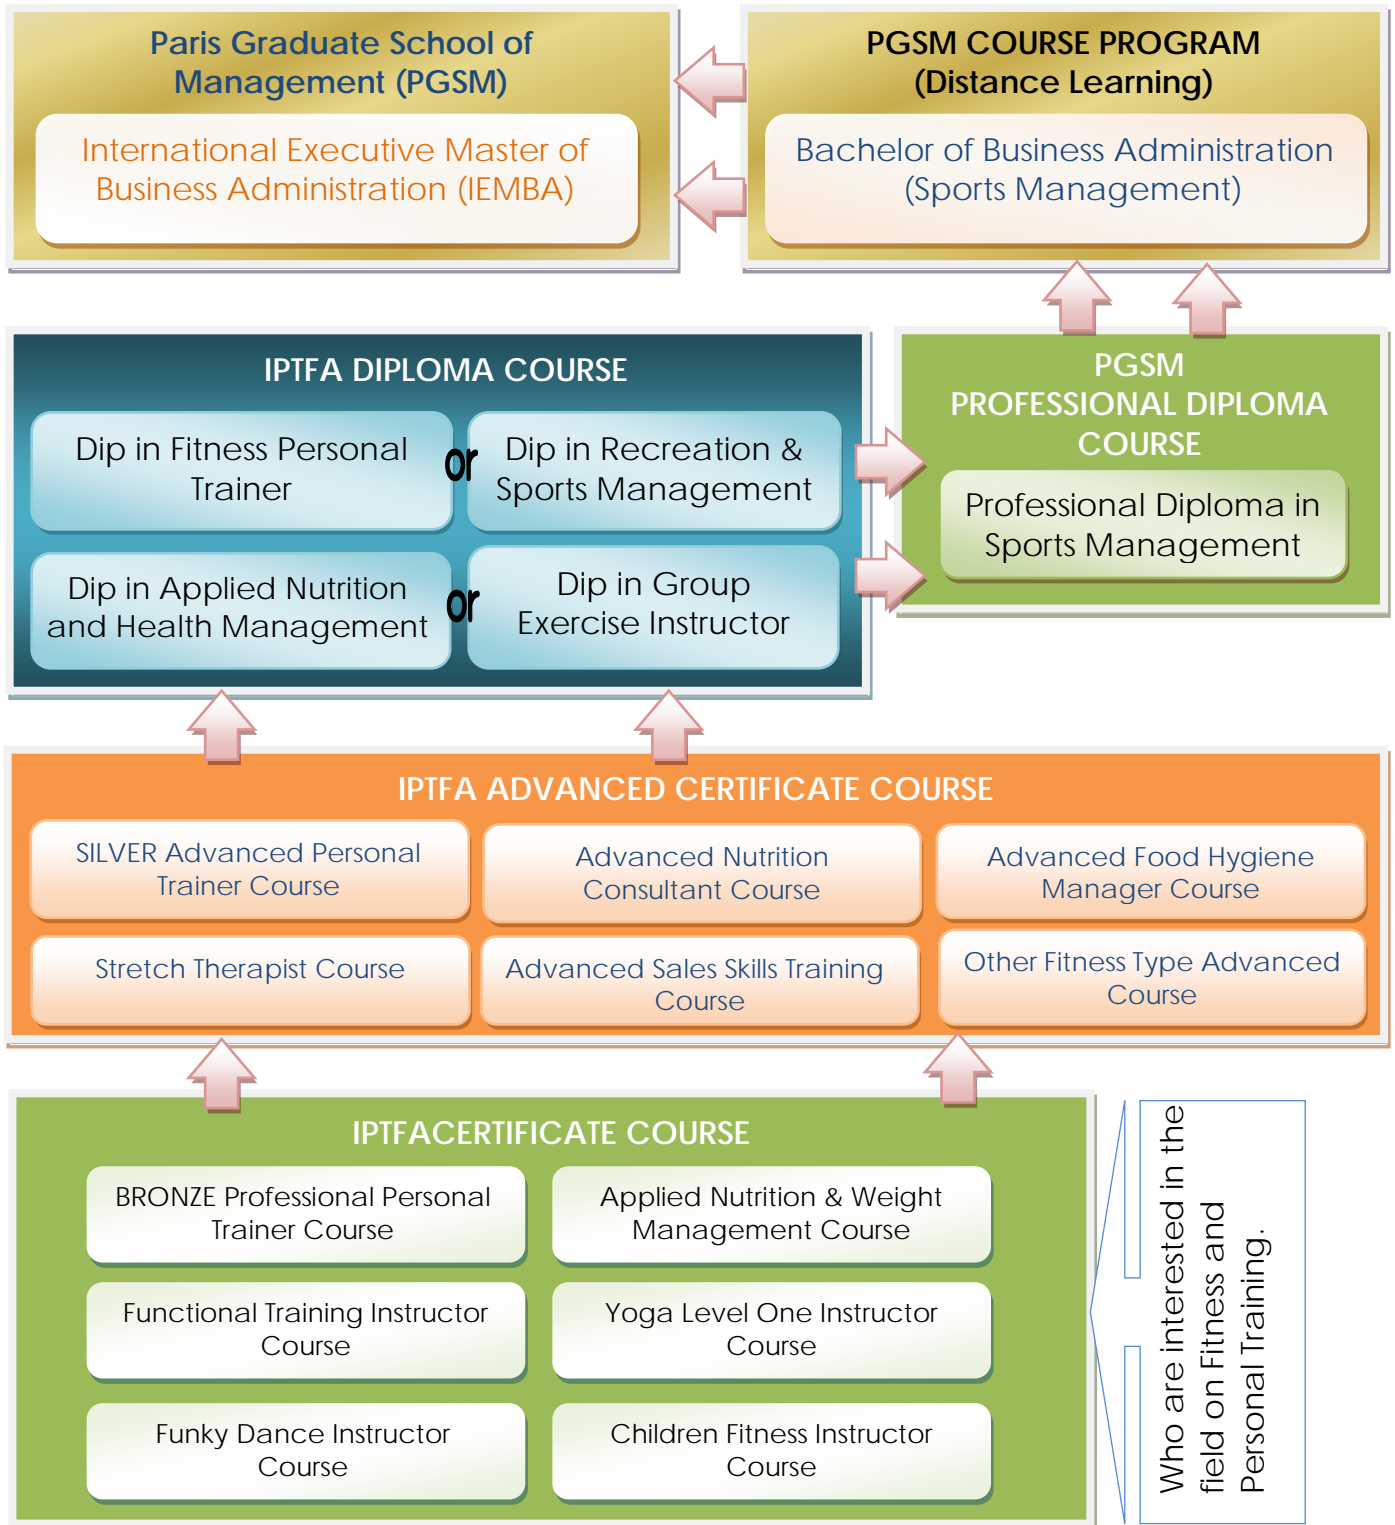 Paris Graduate School of
Management (PGSM)
International Executive Master of
Business Administration (IEMBA)
PGSM COURSE PROGRAM
(Distance Learning)
Bachelor of Business Administration
(Sports Management)
IPTFA DIPLOMA COURSE
Dip in Fitness Personal
Trainer
or
Dip in Recreation &
Sports Management
Dip in Applied Nutrition
and Health Management
or
Dip in Group
Exercise Instructor
PGSM
PROFESSIONAL DIPLOMA
COURSE
Professional Diploma in
Sports Management
IPTFA ADVANCED CERTIFICATE COURSE
SILVER Advanced Personal
Trainer Course
Advanced Nutrition
Consultant Course
Advanced Food Hygiene
Manager Course
Stretch Therapist Course
Advanced Sales Skills Training
Course
Other Fitness Type Advanced
Course
IPTFACERTIFICATE COURSE
BRONZE Professional Personal
Trainer Course
Applied Nutrition & Weight
Management Course
Functional Training Instructor
Course
Yoga Level One Instructor
Course
Funky Dance Instructor
Course
Children Fitness Instructor
Course
Who are interested in the
field on Fitness and
Personal Training.